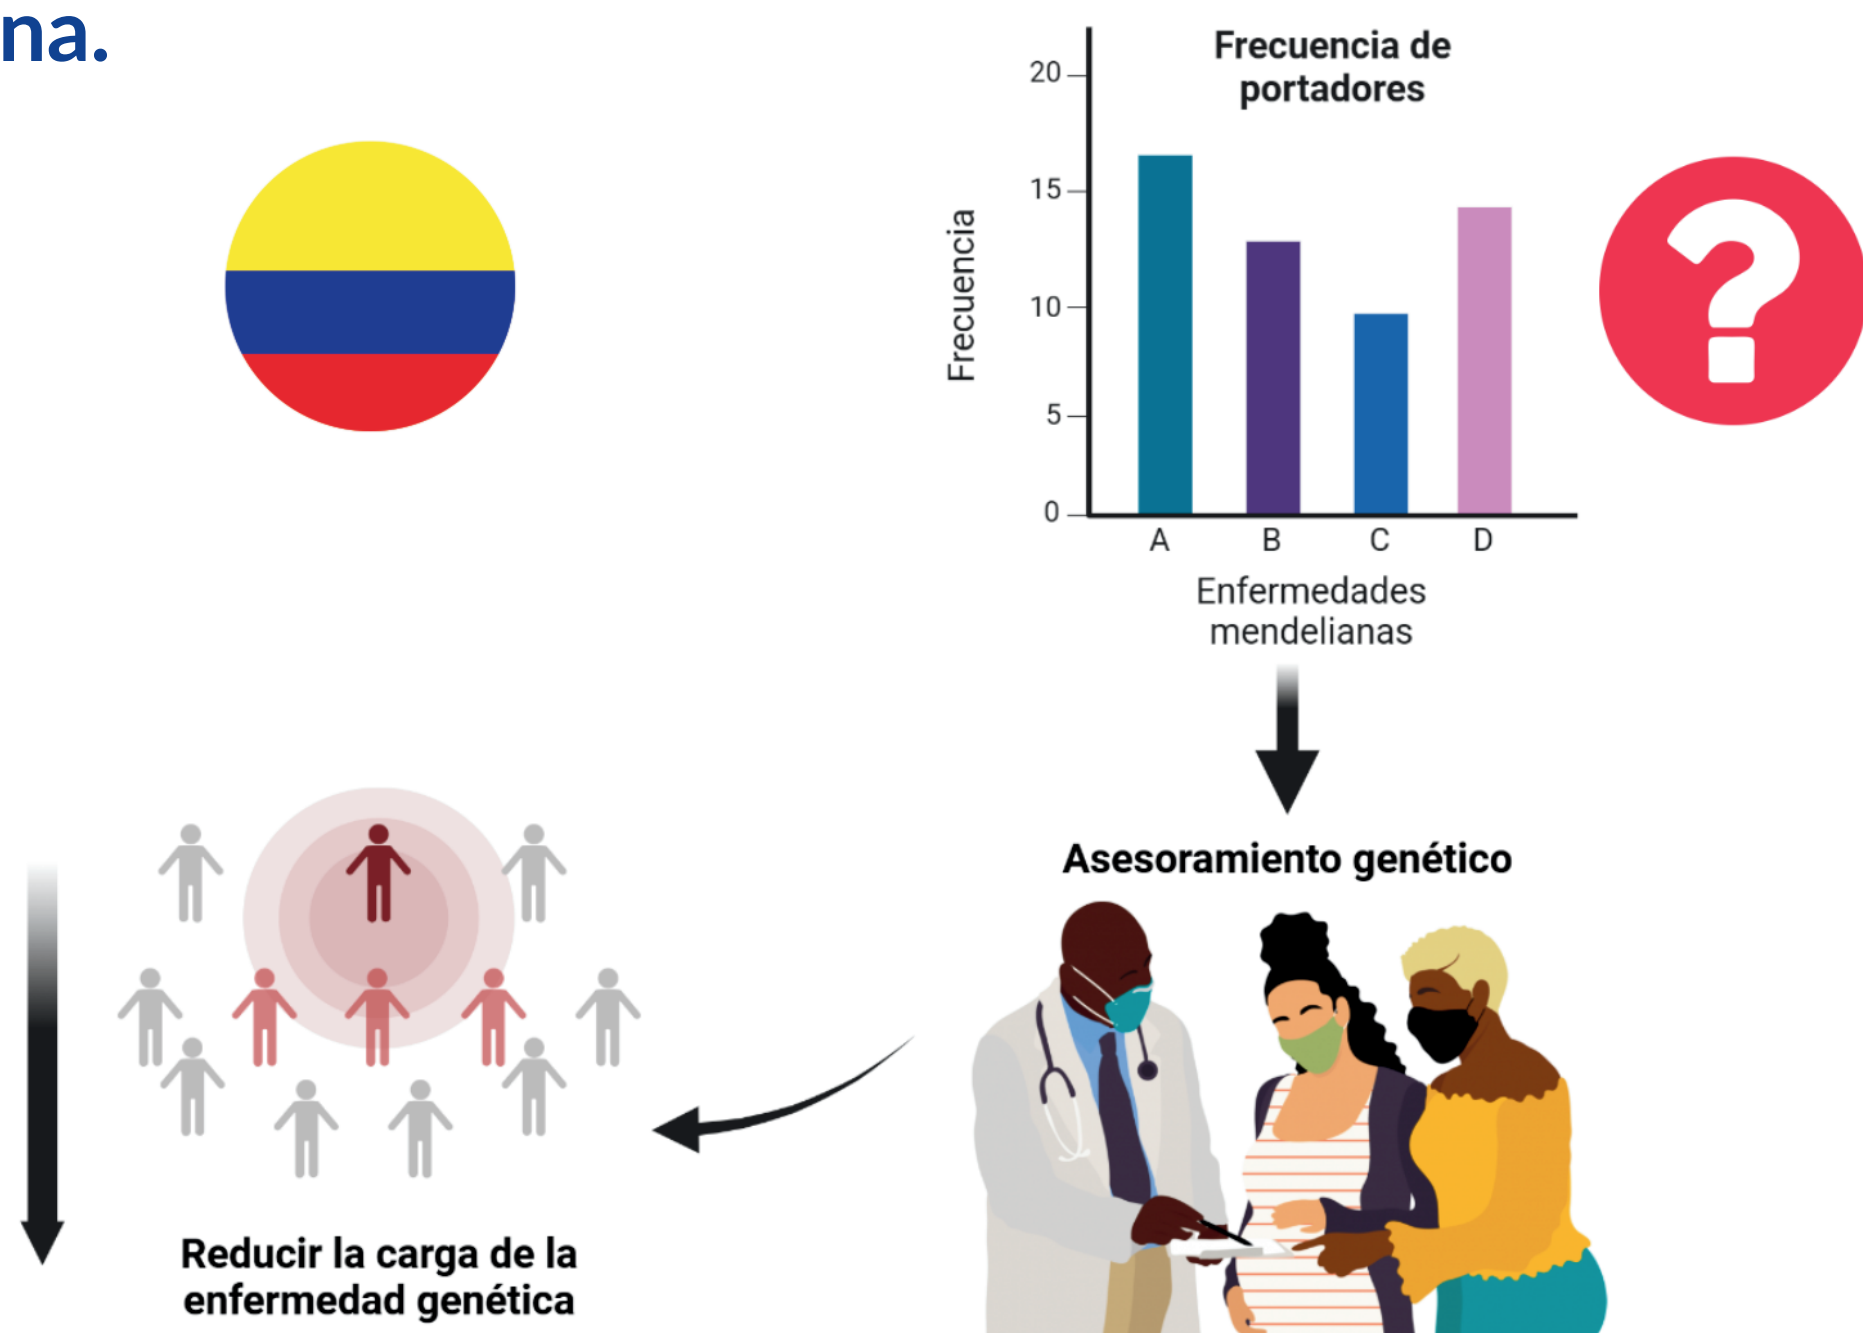 na.
Frecuencia de
portadores
20
15
10
5
0
Frecuencia
A B C D
Enfermedades
mendelianas
Asesoramiento genético
Reducir la carga de la
enfermedad genética